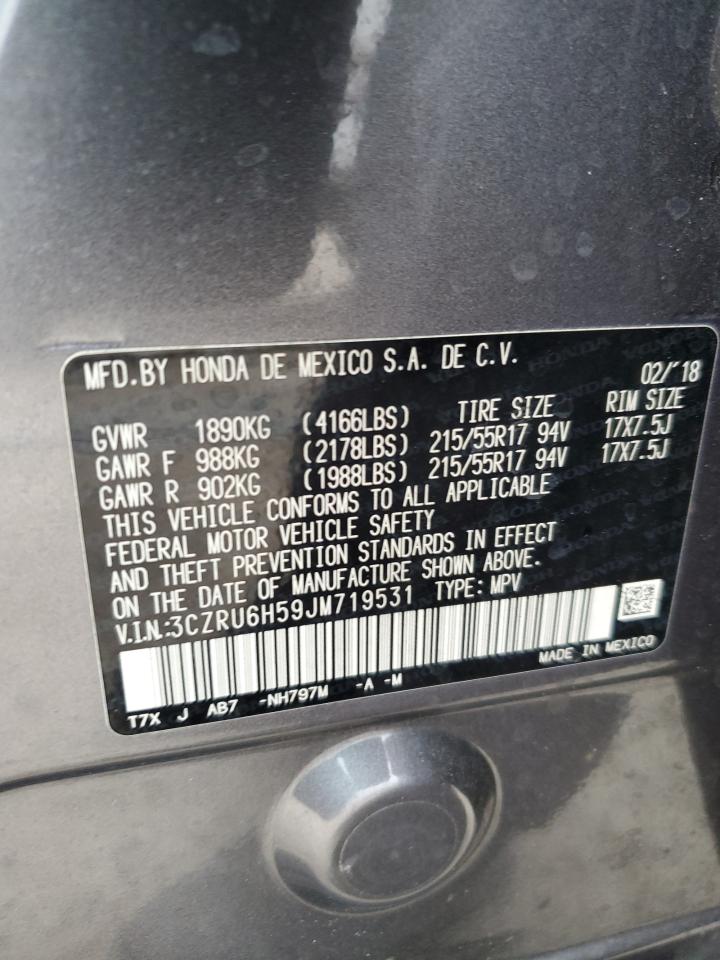 MFD.BY HONDA DE MEXICO S.A. DE C.V.
02/'18
GVWR 1890KG (4166LBS) TIRE SIZE RIM SIZE
GAWR F 988KG (2178LBS) 215/55R17 94V 17X7.5J
GAWR R 902KG (1988LBS) 215/55R17 94V 17X7.5J
THIS VEHICLE CONFORMS TO ALL APPLICABLE
FEDERAL MOTOR VEHICLE SAFETY
AND THEFT PREVENTION STANDARDS IN EFFECT
ON THE DATE OF MANUFACTURE SHOWN ABOVE.
V.I.N.:3CZRU6H59JM719531 TYPE: MPV
MADE IN MEXICO
T7X J AB7 -NH797M -A -M